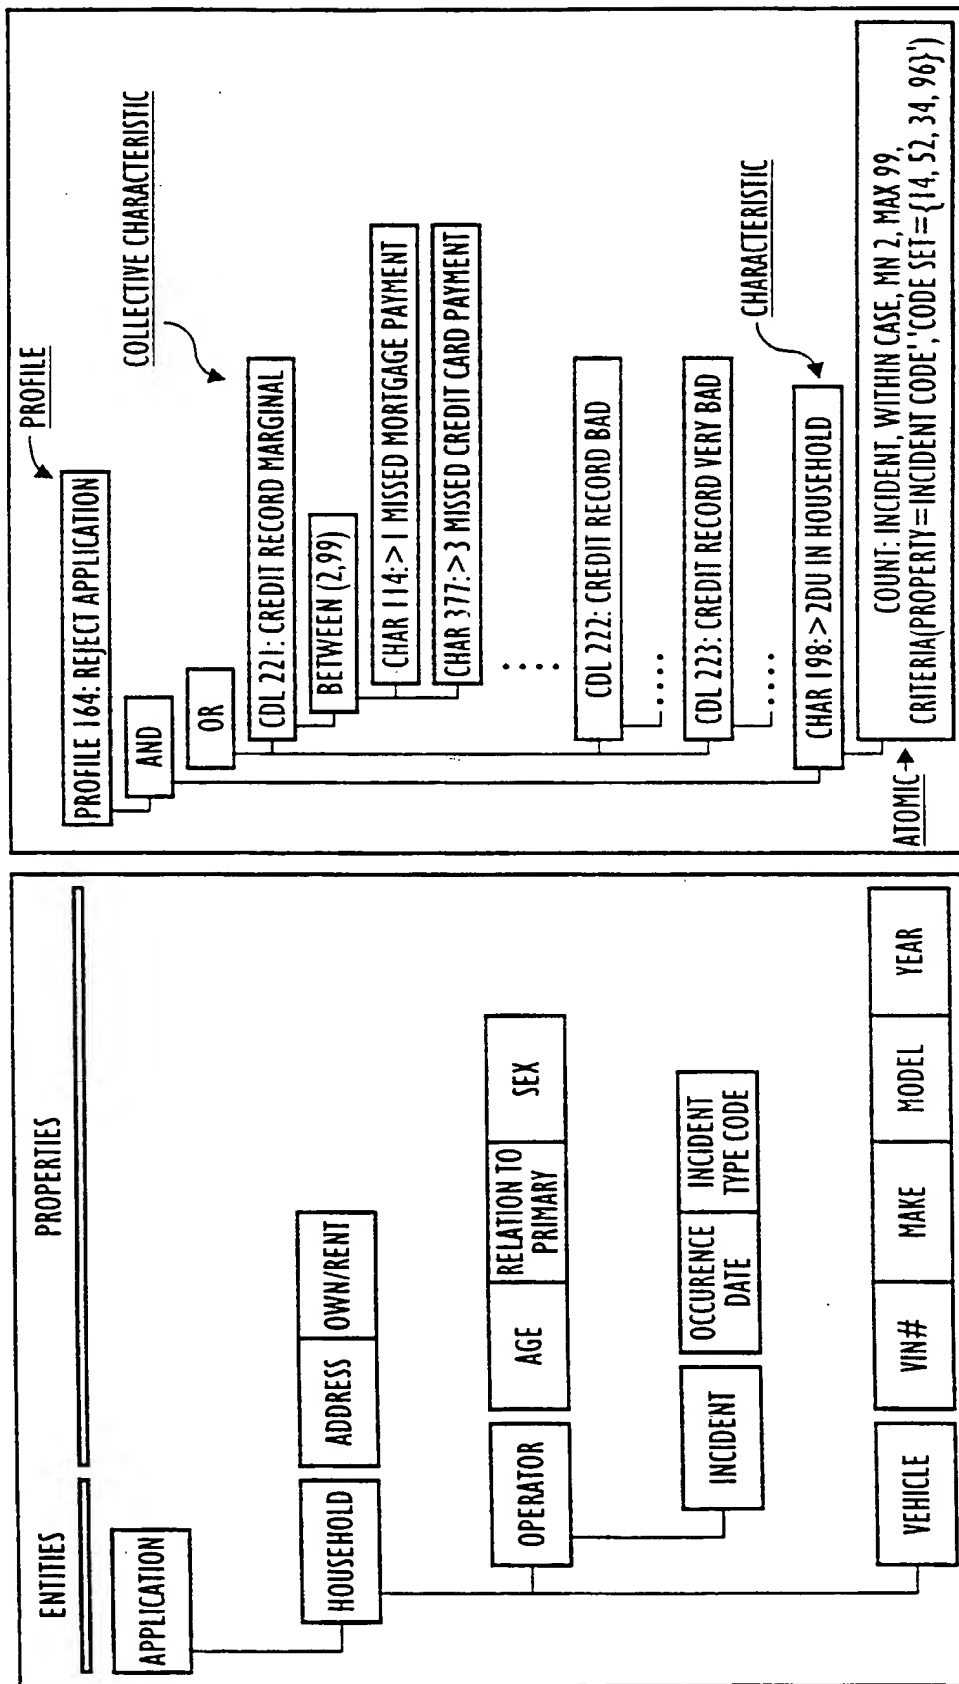 ENTITIES
PROPERTIES
APPLICATION
HOUSEHOLD
ADDRESS
OWN/RENT
OPERATOR
AGE
RELATION TO
PRIMARY
SEX
INCIDENT
OCCURENCE
DATE
INCIDENT
TYPE CODE
VEHICLE
VIN#
MAKE
MODEL
YEAR
PROFILE
PROFILE 164: REJECT APPLICATION
AND
OR
COLLECTIVE CHARACTERISTIC
CDL 221: CREDIT RECORD MARGINAL
BETWEEN (2,99)
CHAR 114:>1 MISSED MORTGAGE PAYMENT
CHAR 377:>3 MISSED CREDIT CARD PAYMENT
....
CDL 222: CREDIT RECORD BAD
....
CDL 223: CREDIT RECORD VERY BAD
....
CHARACTERISTIC
CHAR 198:>2DU IN HOUSEHOLD
ATOMIC
COUNT: INCIDENT, WITHIN CASE, MN 2, MAX 99,
CRITERIA(PROPERTY=INCIDENT CODE','CODE SET={14, 52, 34, 96}')